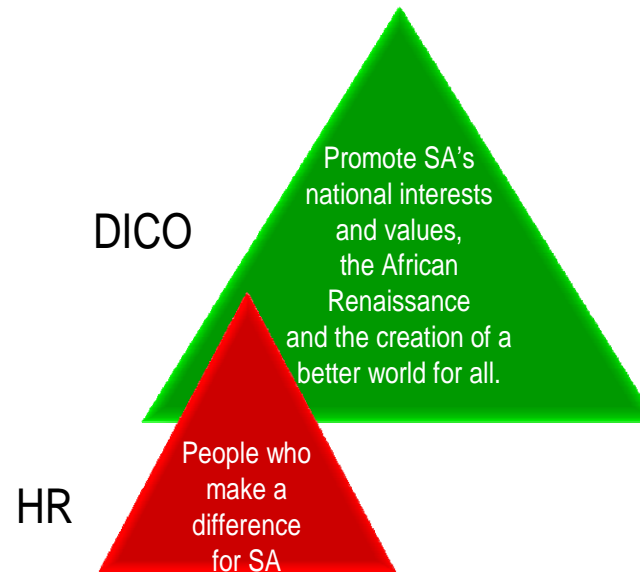 Promote SA's
national interests
and values,
the African
Renaissance
and the creation of a
better world for all.
DICO
People who
make a
difference
for SA
HR